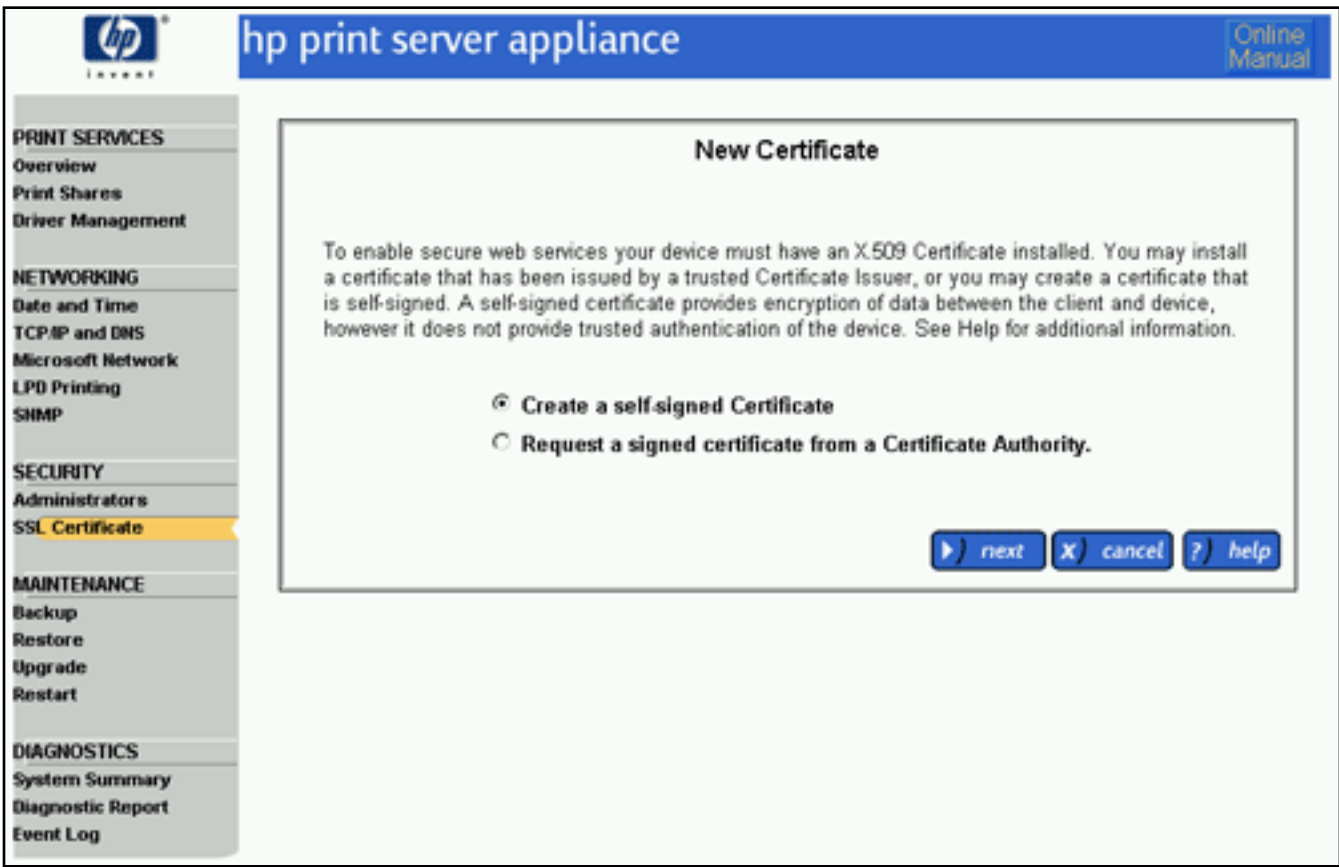 hp
invent
hp print server appliance
Online
Manual
PRINT SERVICES
Overview
Print Shares
Driver Management
NETWORKING
Date and Time
TCP/IP and DNS
Microsoft Network
LPD Printing
SNMP
SECURITY
Administrators
SSL Certificate
MAINTENANCE
Backup
Restore
Upgrade
Restart
DIAGNOSTICS
System Summary
Diagnostic Report
Event Log
New Certificate
To enable secure web services your device must have an X.509 Certificate installed. You may install
a certificate that has been issued by a trusted Certificate Issuer, or you may create a certificate that
is self-signed. A self-signed certificate provides encryption of data between the client and device,
however it does not provide trusted authentication of the device. See Help for additional information.
Create a self-signed Certificate
Request a signed certificate from a Certificate Authority.
next
X) cancel
?) help